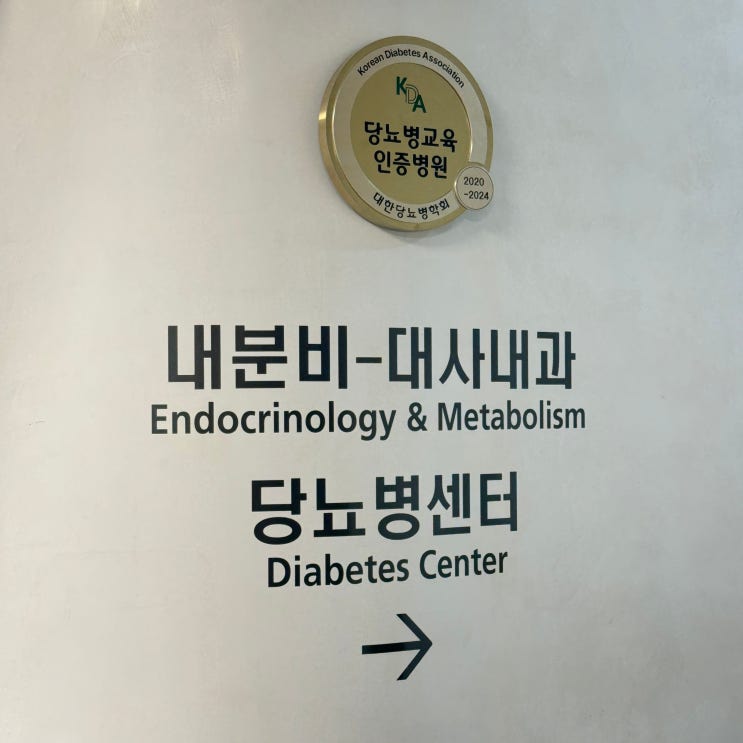 Korean Diabetes Association
KDA
당뇨병교육
인증병원
2020
-2024
대한당뇨병학회
내분비-대사내과
Endocrinology & Metabolism
당뇨병센터
Diabetes Center
→